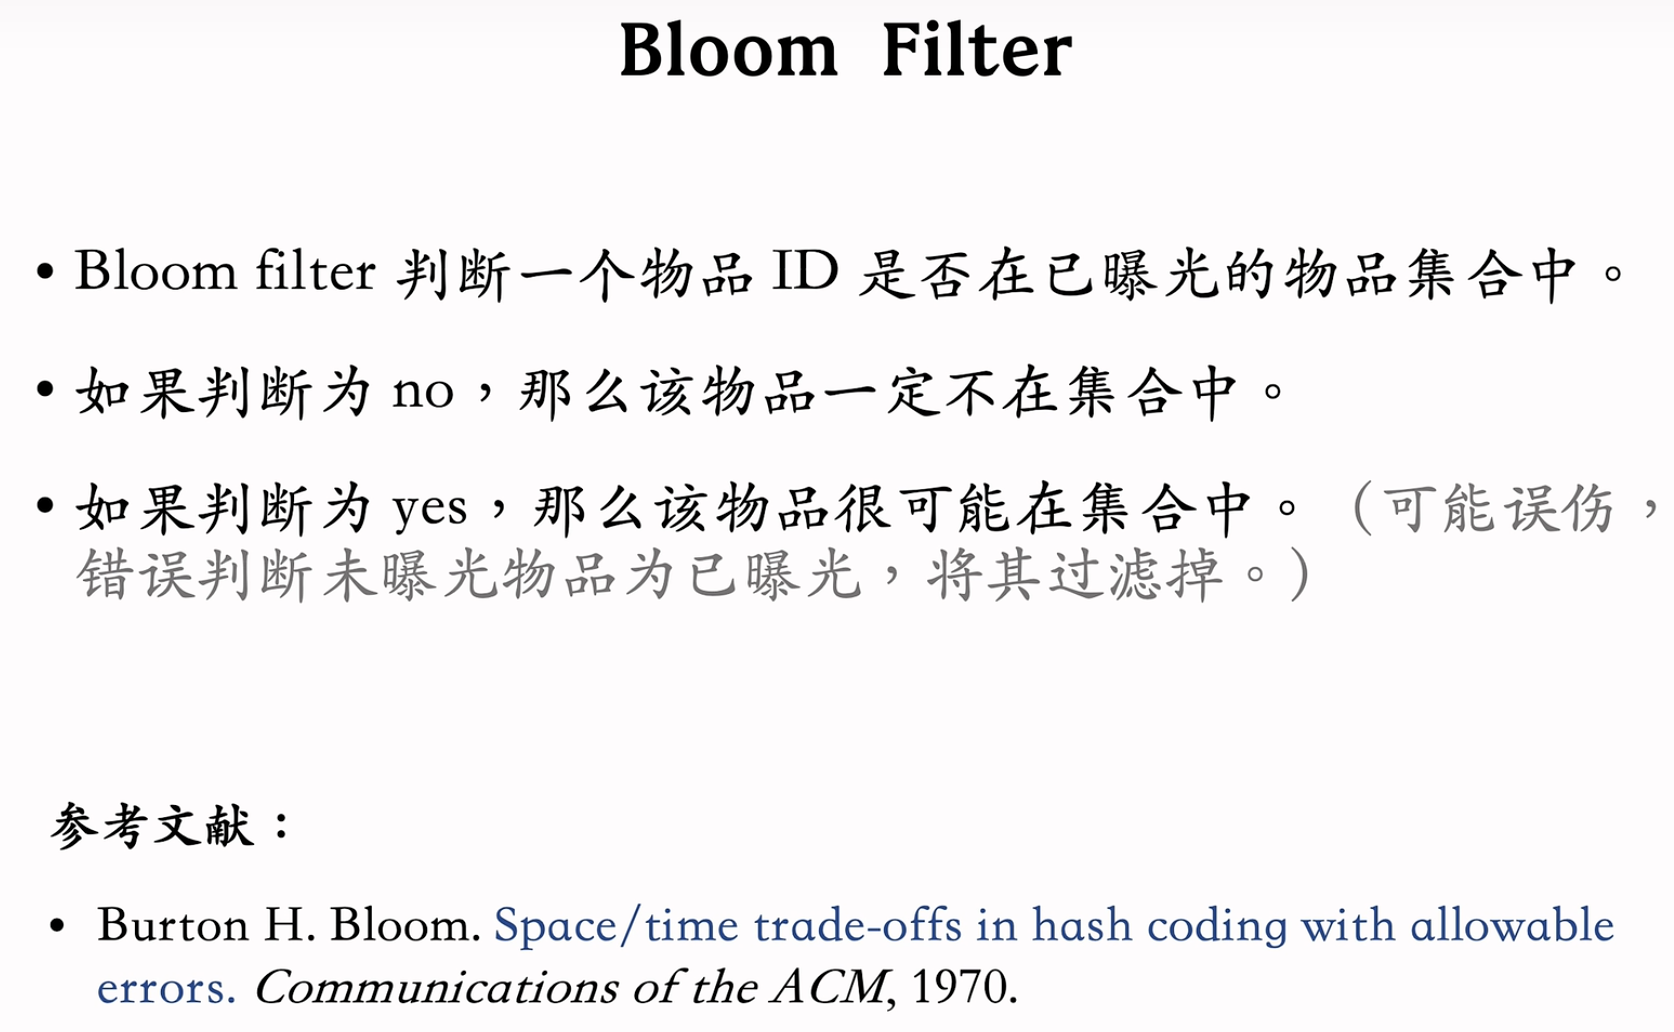 Bloom Filter
• Bloom filter 判断一个物品 ID 是否在已曝光的物品集合中。
• 如果判断为 no，那么该物品一定不在集合中。
• 如果判断为 yes，那么该物品很可能在集合中。（可能误伤，
错误判断未曝光物品为已曝光，将其过滤掉。）
参考文献：
• Burton H. Bloom. Space/time trade-offs in hash coding with allowable
errors. Communications of the ACM, 1970.